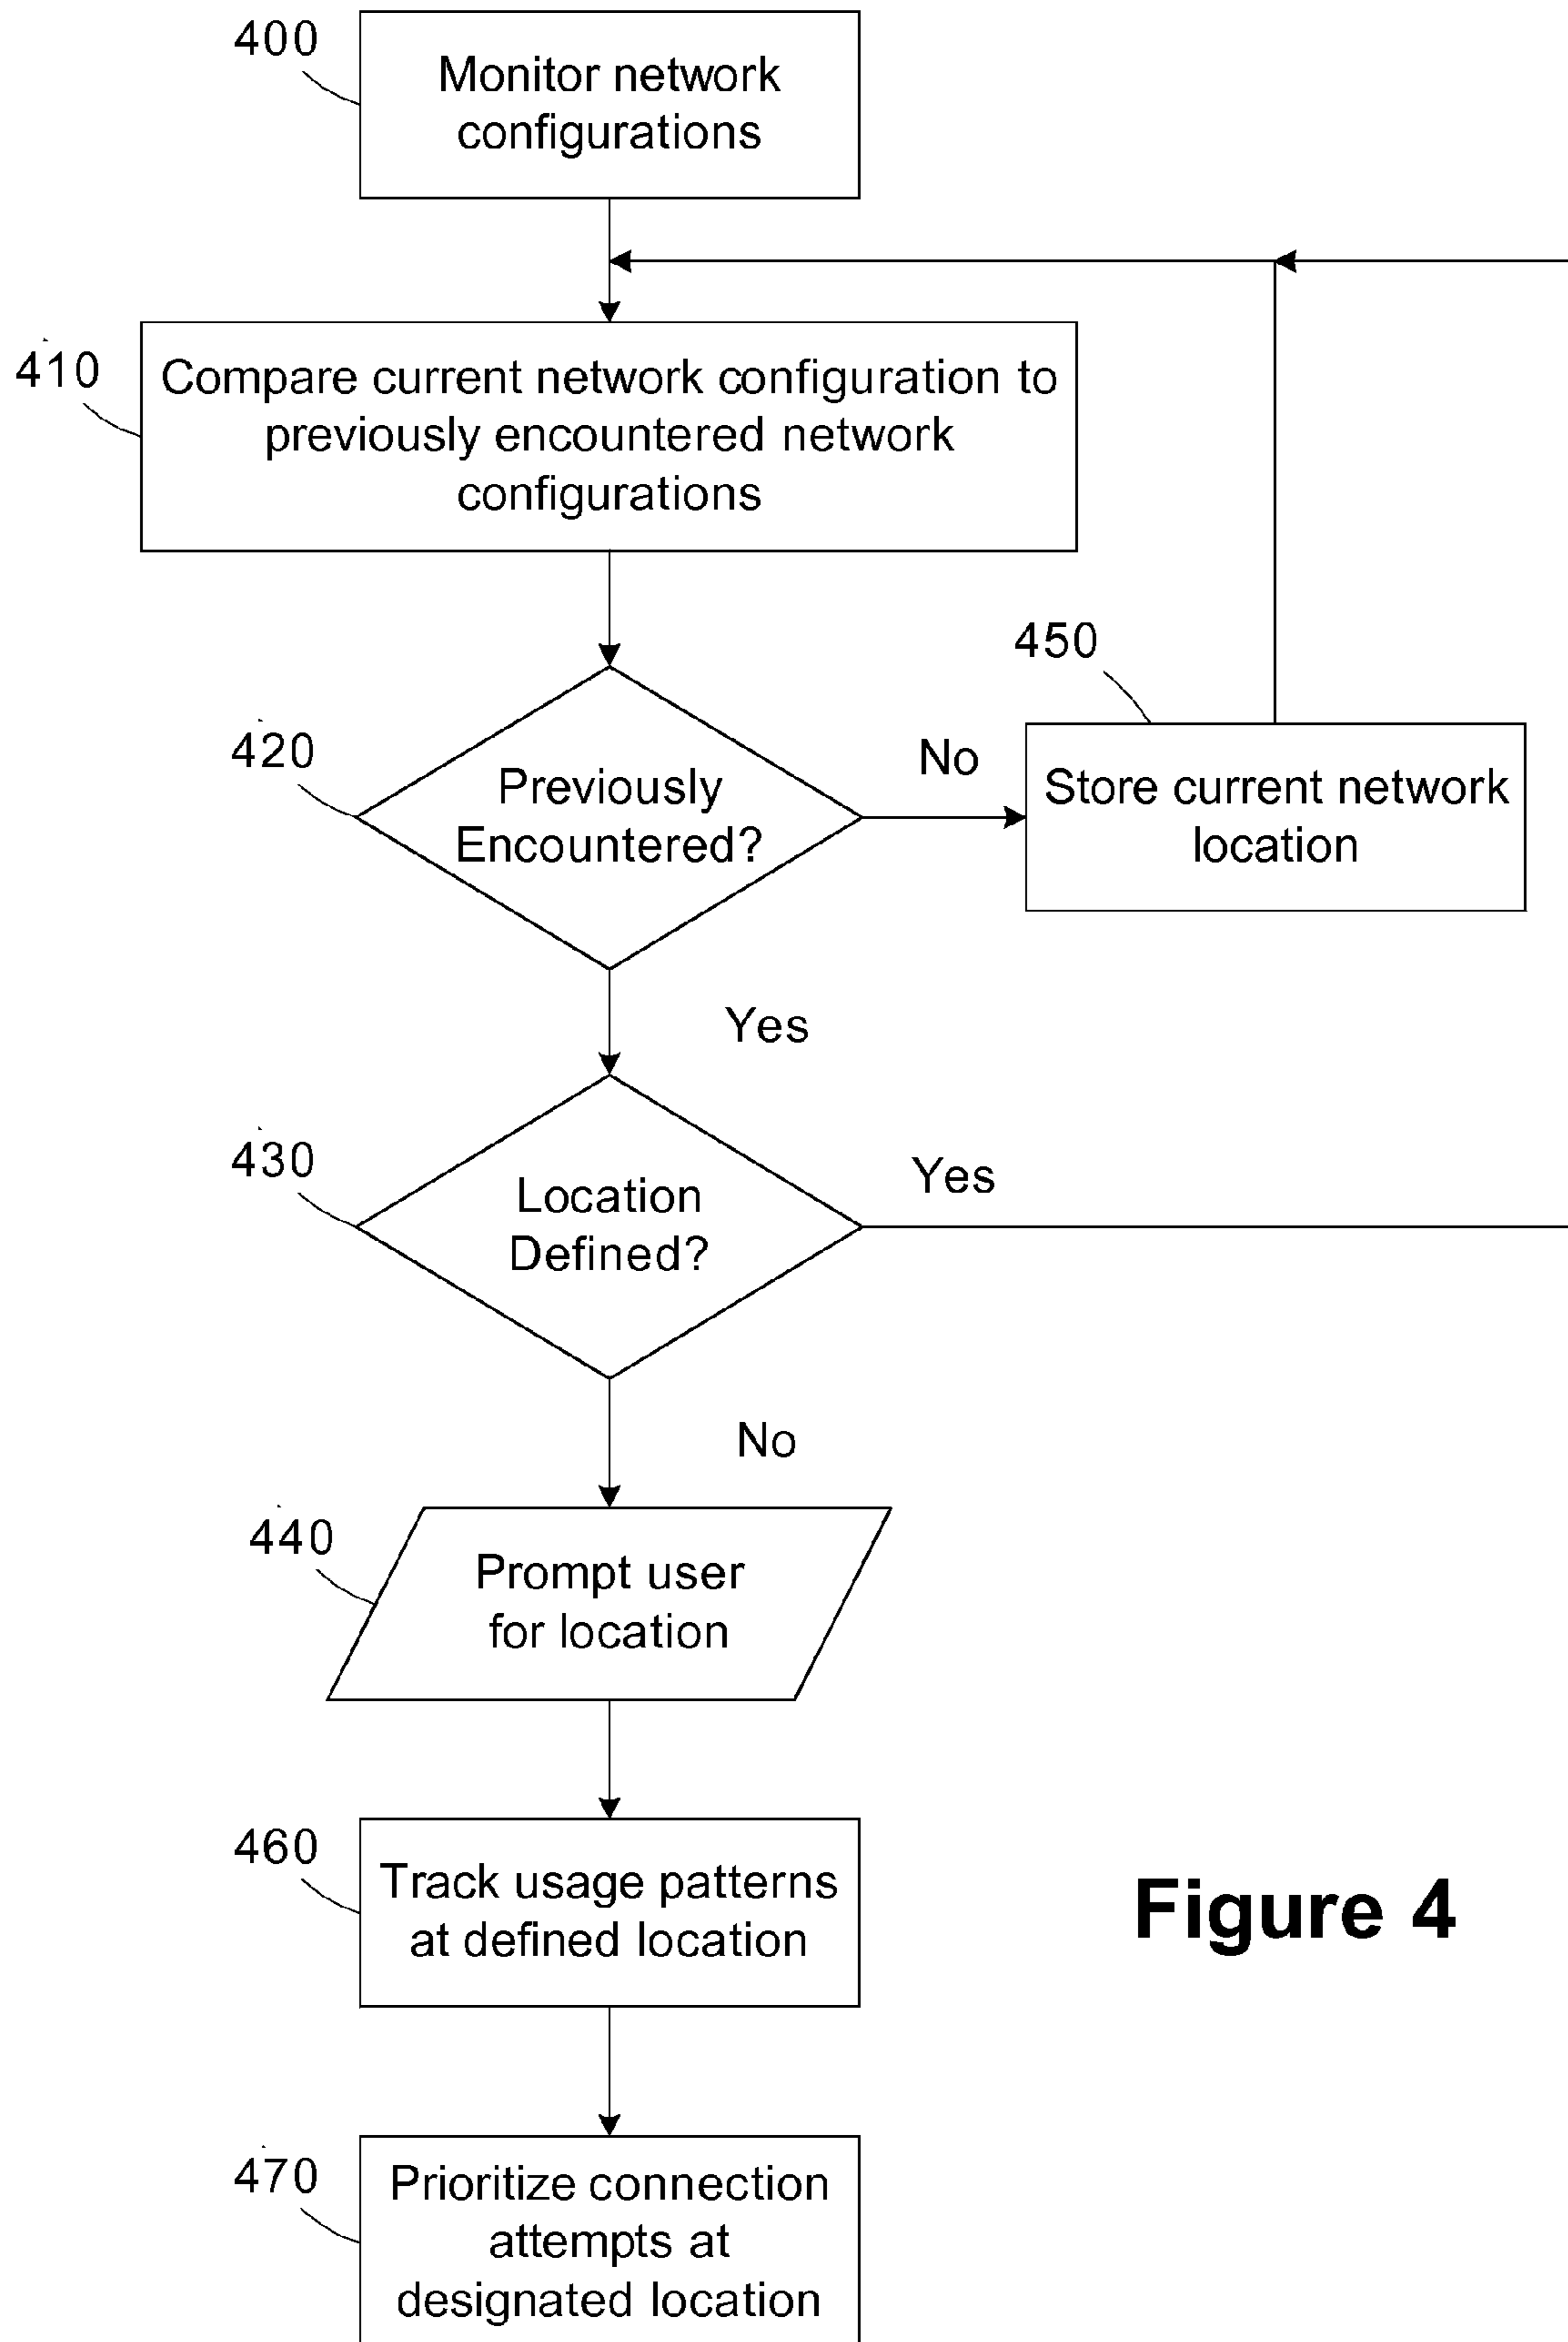 400
Monitor network
configurations
410
Compare current network configuration to
previously encountered network
configurations
450
420
Previously
Encountered?
No
Store current network
location
Yes
430
Location
Defined?
Yes
No
440
Prompt user
for location
460
Track usage patterns
at defined location
Figure 4
470
Prioritize connection
attempts at
designated location